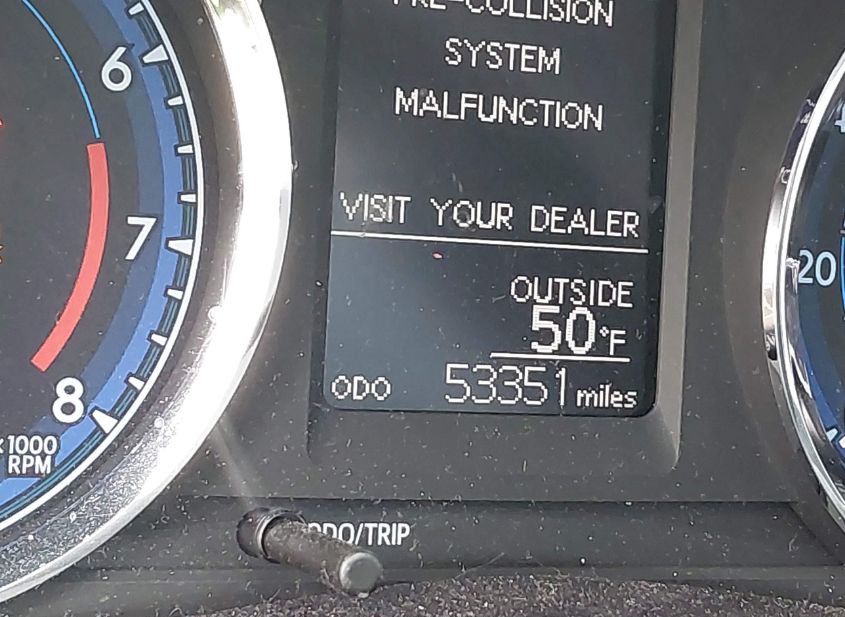 PRE-COLLISION
SYSTEM
MALFUNCTION
VISIT YOUR DEALER
OUTSIDE
50°F
ODO 53351 miles
6
7
8
x1000
RPM
20
ODO/TRIP